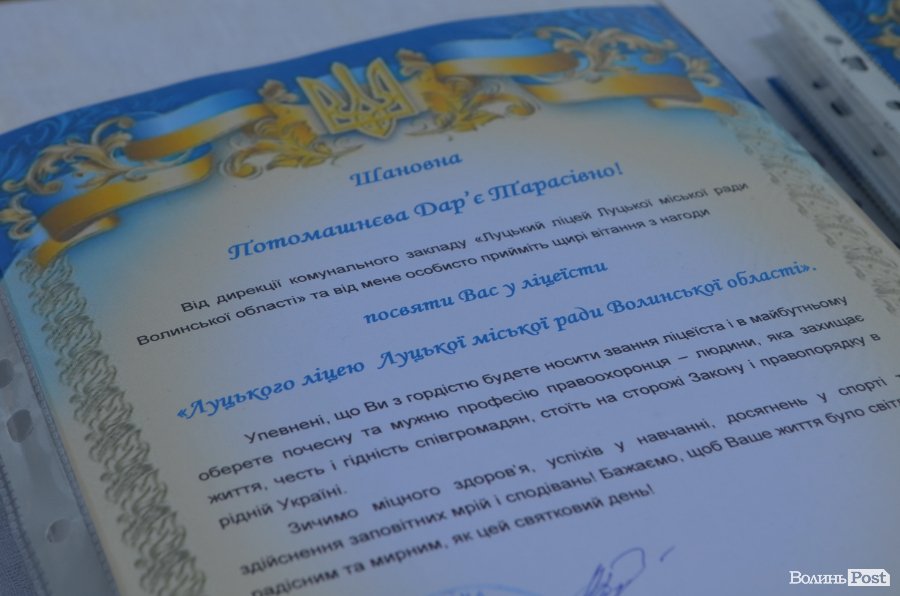 Шановна
Потомашнєва Дар’є Тарасівно!
Від дирекції комунального закладу «Луцький ліцей Луцької міської ради
Волинської області» та від мене особисто прийміть щирі вітання з нагоди
посвяти Вас у ліцеїсти
«Луцького ліцею Луцької міської ради Волинської області».
Упевнені, що Ви з гордістю будете носити звання ліцеїста і в майбутньому
оберете почесну та мужню професію правоохоронця – людини, яка захищає
життя, честь і гідність співгромадян, стоїть на сторожі Закону і правопорядку в
рідній Україні.
Зичимо міцного здоров'я, успіхів у навчанні, досягнень у спорті -
здійснення заповітних мрій і сподівань! Бажаємо, щоб Ваше життя було світ
радісним та мирним, як цей святковий день!
ВолиньPost